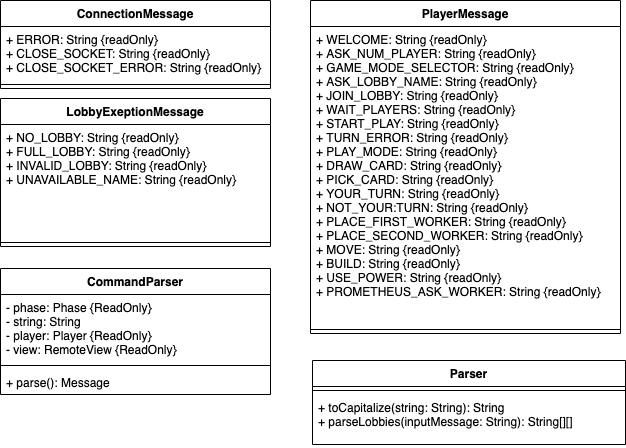 ConnectionMessage
+ ERROR: String {readOnly}
+ CLOSE_SOCKET: String {readOnly}
+ CLOSE_SOCKET_ERROR: String {readOnly}
LobbyExeptionMessage
+ NO_LOBBY: String {readOnly}
+ FULL_LOBBY: String {readOnly}
+ INVALID_LOBBY: String {readOnly}
+ UNAVAILABLE_NAME: String {readOnly}
CommandParser
- phase: Phase {ReadOnly}
- string: String
- player: Player {ReadOnly}
- view: RemoteView {ReadOnly}
+ parse(): Message
PlayerMessage
+ WELCOME: String {readOnly}
+ ASK_NUM_PLAYER: String {readOnly}
+ GAME_MODE_SELECTOR: String {readOnly}
+ ASK_LOBBY_NAME: String {readOnly}
+ JOIN_LOBBY: String {readOnly}
+ WAIT_PLAYERS: String {readOnly}
+ START_PLAY: String {readOnly}
+ TURN_ERROR: String {readOnly}
+ PLAY_MODE: String {readOnly}
+ DRAW_CARD: String {readOnly}
+ PICK_CARD: String {readOnly}
+ YOUR_TURN: String {readOnly}
+ NOT_YOUR:TURN: String {readOnly}
+ PLACE_FIRST_WORKER: String {readOnly}
+ PLACE_SECOND_WORKER: String {readOnly}
+ MOVE: String {readOnly}
+ BUILD: String {readOnly}
+ USE_POWER: String {readOnly}
+ PROMETHEUS_ASK_WORKER: String {readOnly}
Parser
+ toCapitalize(string: String): String
+ parseLobbies(inputMessage: String): String[][]